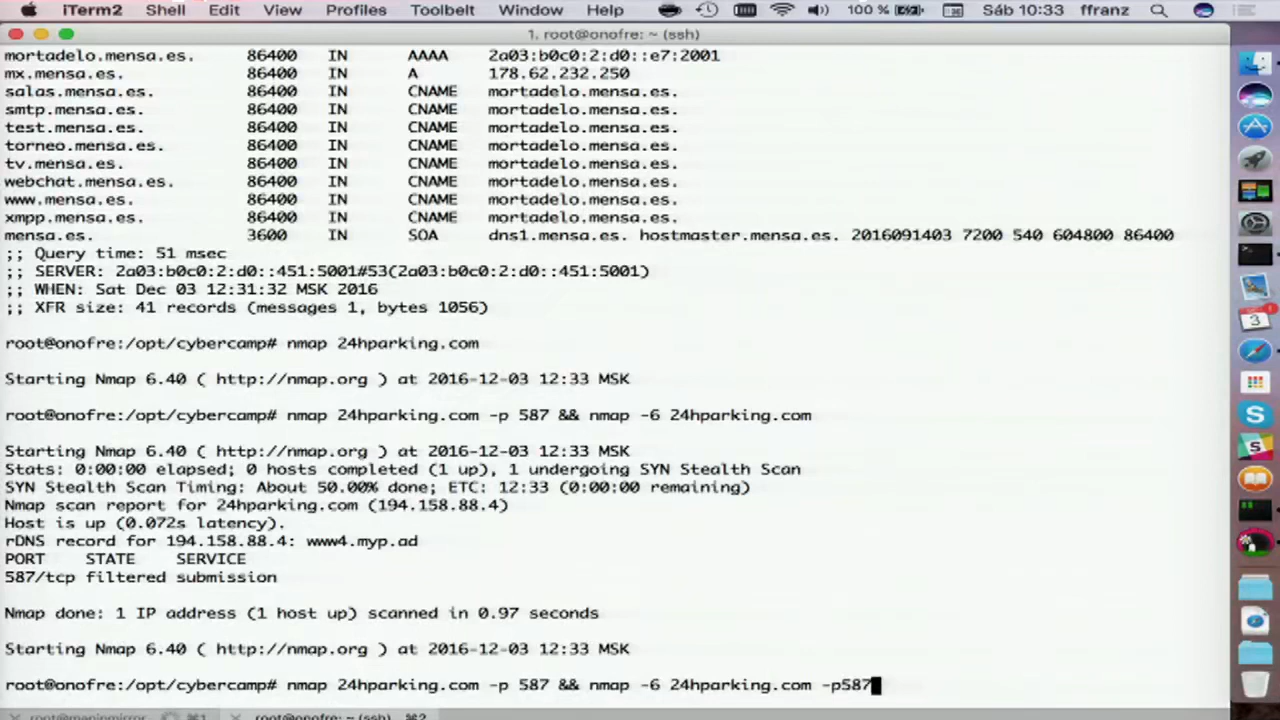 iTerm2 Shell Edit View Profiles Toolbelt Window Help 100 % Sáb 10:33 ffranz
1. root@onofre: ~ (ssh)
mortadelo.mensa.es. 86400 IN AAAA 2a03:b0c0:2:d0::e7:2001
mx.mensa.es. 86400 IN A 178.62.232.250
salas.mensa.es. 86400 IN CNAME mortadelo.mensa.es.
smtp.mensa.es. 86400 IN CNAME mortadelo.mensa.es.
test.mensa.es. 86400 IN CNAME mortadelo.mensa.es.
torneo.mensa.es. 86400 IN CNAME mortadelo.mensa.es.
tv.mensa.es. 86400 IN CNAME mortadelo.mensa.es.
webchat.mensa.es. 86400 IN CNAME mortadelo.mensa.es.
www.mensa.es. 86400 IN CNAME mortadelo.mensa.es.
xmpp.mensa.es. 86400 IN CNAME mortadelo.mensa.es.
mensa.es. 3600 IN SOA dns1.mensa.es. hostmaster.mensa.es. 2016091403 7200 540 604800 86400
;; Query time: 51 msec
;; SERVER: 2a03:b0c0:2:d0::451:5001#53(2a03:b0c0:2:d0::451:5001)
;; WHEN: Sat Dec 03 12:31:32 MSK 2016
;; XFR size: 41 records (messages 1, bytes 1056)
root@onofre:/opt/cybercamp# nmap 24hparking.com
Starting Nmap 6.40 ( http://nmap.org ) at 2016-12-03 12:33 MSK
root@onofre:/opt/cybercamp# nmap 24hparking.com -p 587 && nmap -6 24hparking.com
Starting Nmap 6.40 ( http://nmap.org ) at 2016-12-03 12:33 MSK
Stats: 0:00:00 elapsed; 0 hosts completed (1 up), 1 undergoing SYN Stealth Scan
SYN Stealth Scan Timing: About 50.00% done; ETC: 12:33 (0:00:00 remaining)
Nmap scan report for 24hparking.com (194.158.88.4)
Host is up (0.072s latency).
rDNS record for 194.158.88.4: www4.myp.ad
PORT STATE SERVICE
587/tcp filtered submission
Nmap done: 1 IP address (1 host up) scanned in 0.97 seconds
Starting Nmap 6.40 ( http://nmap.org ) at 2016-12-03 12:33 MSK
root@onofre:/opt/cybercamp# nmap 24hparking.com -p 587 && nmap -6 24hparking.com -p587
root@onofre: ~ (ssh) ⌘2